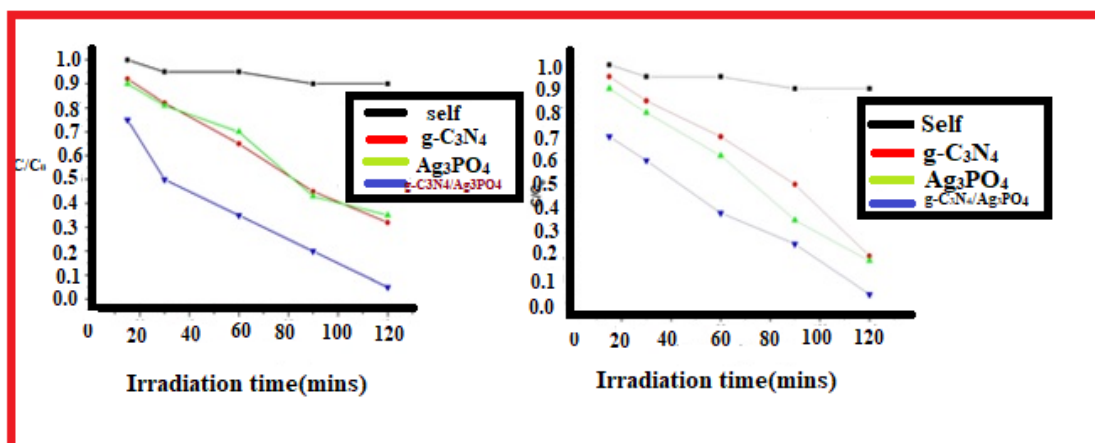 1.0
0.9
0.8
0.7
0.6
C/C₀
0.5
0.4
0.3
0.2
0.1
0.0
0 20 40 60 80 100 120
Irradiation time(mins)
self
g-C₃N₄
Ag₃PO₄
g-C3N4/Ag3PO4
1.0
0.9
0.8
0.7
0.6
0.5
0.4
0.3
0.2
0.1
0.0
0 20 40 60 80 100 120
Irradiation time(mins)
Self
g-C₃N₄
Ag₃PO₄
g-C₃N₄/Ag₃PO₄